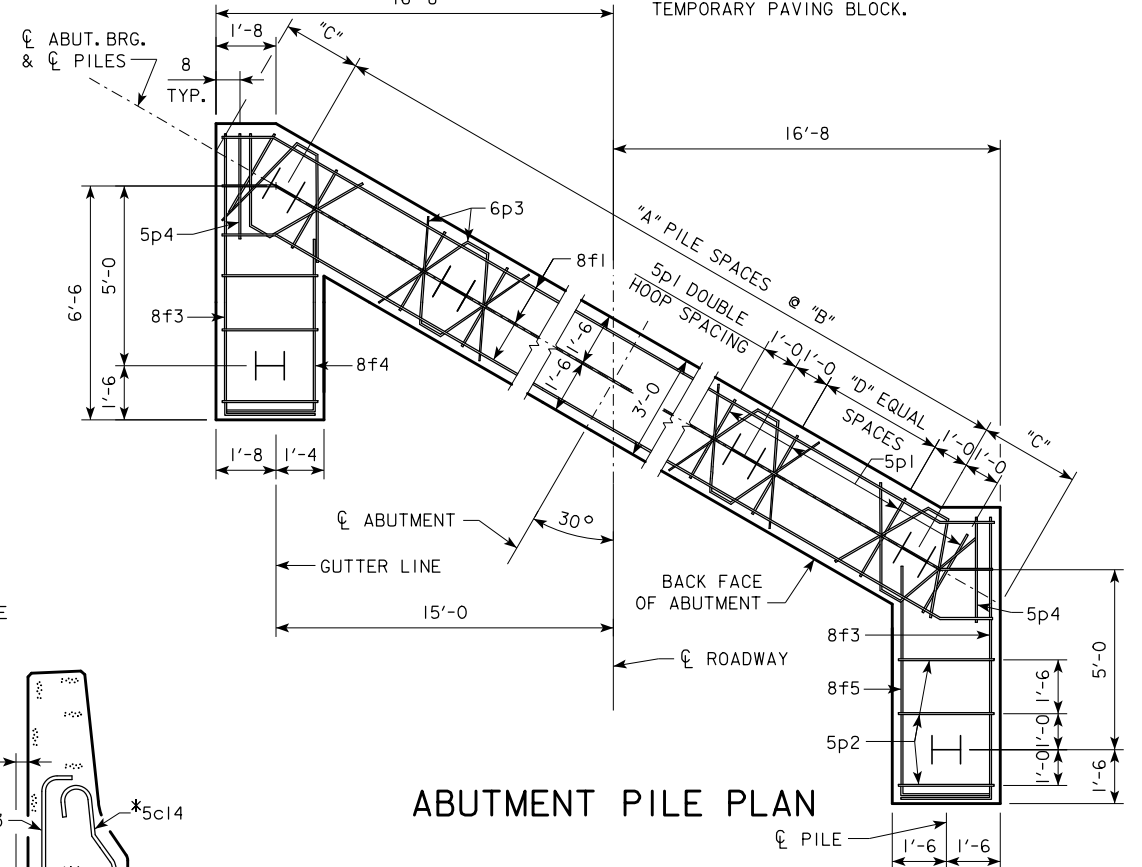 TEMPORARY PAVING BLOCK.
℄ ABUT. BRG.
& ℄ PILES
1'-8
"C"
8
TYP.
16'-8
"A" PILE SPACES @ "B"
6p3
5p4
8f1
5p1 DOUBLE
HOOP SPACING
6'-6
5'-0
8f3
1'-0
1'-0
1'-6
1'-6
3'-0
8f4
1'-6
"D" EQUAL
SPACES
1'-0
1'-0
"C"
1'-8
1'-4
5p1
℄ ABUTMENT
30°
GUTTER LINE
BACK FACE
OF ABUTMENT
15'-0
5p4
8f3
℄ ROADWAY
8f5
5p2
1'-6
1'-0
1'-0
5'-0
1'-6
*5c14
ABUTMENT PILE PLAN
℄ PILE
1'-6
1'-6